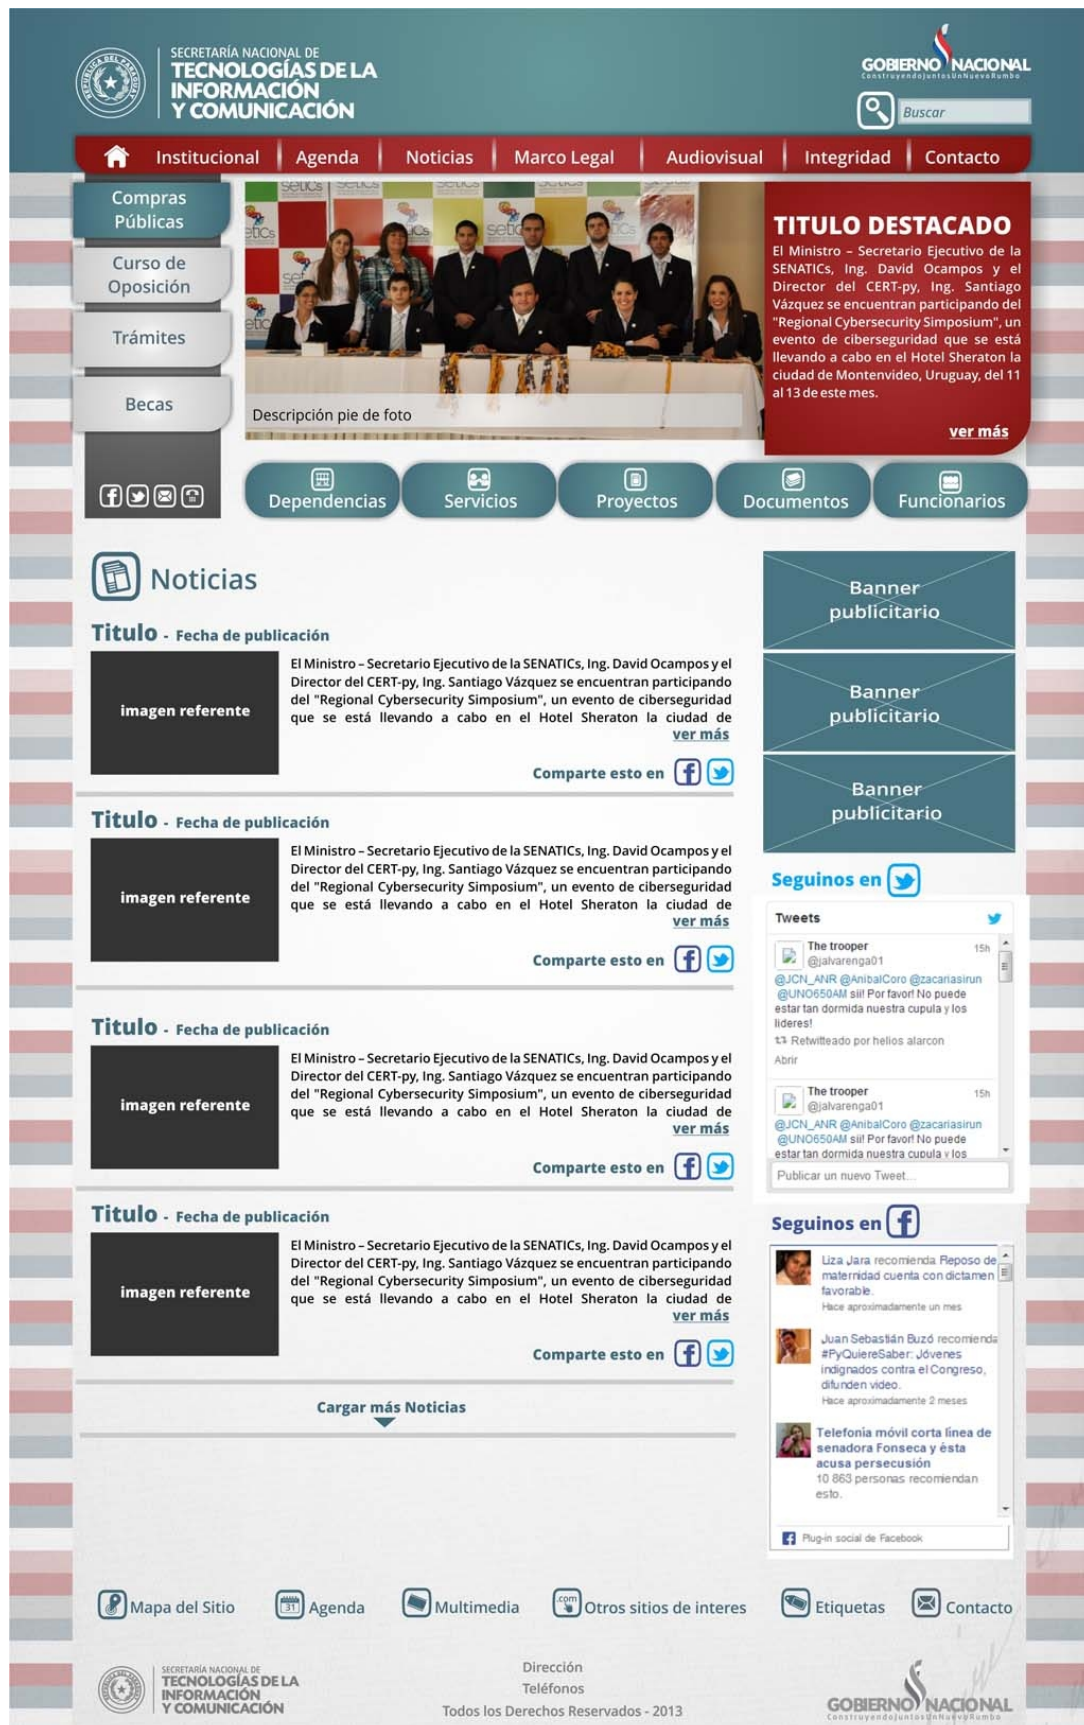 SECRETARÍA NACIONAL DE
TECNOLOGÍAS DE LA
INFORMACIÓN
Y COMUNICACIÓN
REPUBLICA DEL PARAGUAY
GOBIERNO NACIONAL
ConstruyendoJuntosUnNuevoRumbo
Buscar
Institucional
Agenda
Noticias
Marco Legal
Audiovisual
Integridad
Contacto
Compras
Públicas
Curso de
Oposición
Trámites
Becas
Descripción pie de foto
TITULO DESTACADO
El Ministro – Secretario Ejecutivo de la
SENATICs, Ing. David Ocampos y el
Director del CERT-py, Ing. Santiago
Vázquez se encuentran participando del
"Regional Cybersecurity Simposium", un
evento de ciberseguridad que se está
llevando a cabo en el Hotel Sheraton la
ciudad de Montenvideo, Uruguay, del 11
al 13 de este mes.
ver más
Dependencias
Servicios
Proyectos
Documentos
Funcionarios
Noticias
Titulo - Fecha de publicación
imagen referente
El Ministro – Secretario Ejecutivo de la SENATICs, Ing. David Ocampos y el
Director del CERT-py, Ing. Santiago Vázquez se encuentran participando
del "Regional Cybersecurity Simposium", un evento de ciberseguridad
que se está llevando a cabo en el Hotel Sheraton la ciudad de
ver más
Comparte esto en
Titulo - Fecha de publicación
imagen referente
El Ministro – Secretario Ejecutivo de la SENATICs, Ing. David Ocampos y el
Director del CERT-py, Ing. Santiago Vázquez se encuentran participando
del "Regional Cybersecurity Simposium", un evento de ciberseguridad
que se está llevando a cabo en el Hotel Sheraton la ciudad de
ver más
Comparte esto en
Titulo - Fecha de publicación
imagen referente
El Ministro – Secretario Ejecutivo de la SENATICs, Ing. David Ocampos y el
Director del CERT-py, Ing. Santiago Vázquez se encuentran participando
del "Regional Cybersecurity Simposium", un evento de ciberseguridad
que se está llevando a cabo en el Hotel Sheraton la ciudad de
ver más
Comparte esto en
Titulo - Fecha de publicación
imagen referente
El Ministro – Secretario Ejecutivo de la SENATICs, Ing. David Ocampos y el
Director del CERT-py, Ing. Santiago Vázquez se encuentran participando
del "Regional Cybersecurity Simposium", un evento de ciberseguridad
que se está llevando a cabo en el Hotel Sheraton la ciudad de
ver más
Comparte esto en
Cargar más Noticias
Banner
publicitario
Banner
publicitario
Banner
publicitario
Seguinos en
Tweets
The trooper 15h
@jalvarenga01
@JCN_ANR @AnibalCoro @zacariasirun
@UNO650AM siii! Por favor! No puede
estar tan dormida nuestra cupula y los
lideres!
Retwitteado por helios alarcon
Abrir
The trooper 15h
@jalvarenga01
@JCN_ANR @AnibalCoro @zacariasirun
@UNO650AM siii! Por favor! No puede
estar tan dormida nuestra cupula y los
Publicar un nuevo Tweet...
Seguinos en
Liza Jara recomienda Reposo de
maternidad cuenta con dictamen
favorable.
Hace aproximadamente un mes
Juan Sebastián Buzó recomienda
#PyQuiereSaber: Jóvenes
indignados contra el Congreso,
difunden video.
Hace aproximadamente 2 meses
Telefonía móvil corta línea de
senadora Fonseca y ésta
acusa persecusión
10 863 personas recomiendan
esto.
Plug-in social de Facebook
Mapa del Sitio
31
Agenda
Multimedia
.com
Otros sitios de interes
Etiquetas
Contacto
SECRETARÍA NACIONAL DE
TECNOLOGÍAS DE LA
INFORMACIÓN
Y COMUNICACIÓN
Dirección
Teléfonos
Todos los Derechos Reservados - 2013
GOBIERNO NACIONAL
ConstruyendoJuntosUnNuevoRumbo